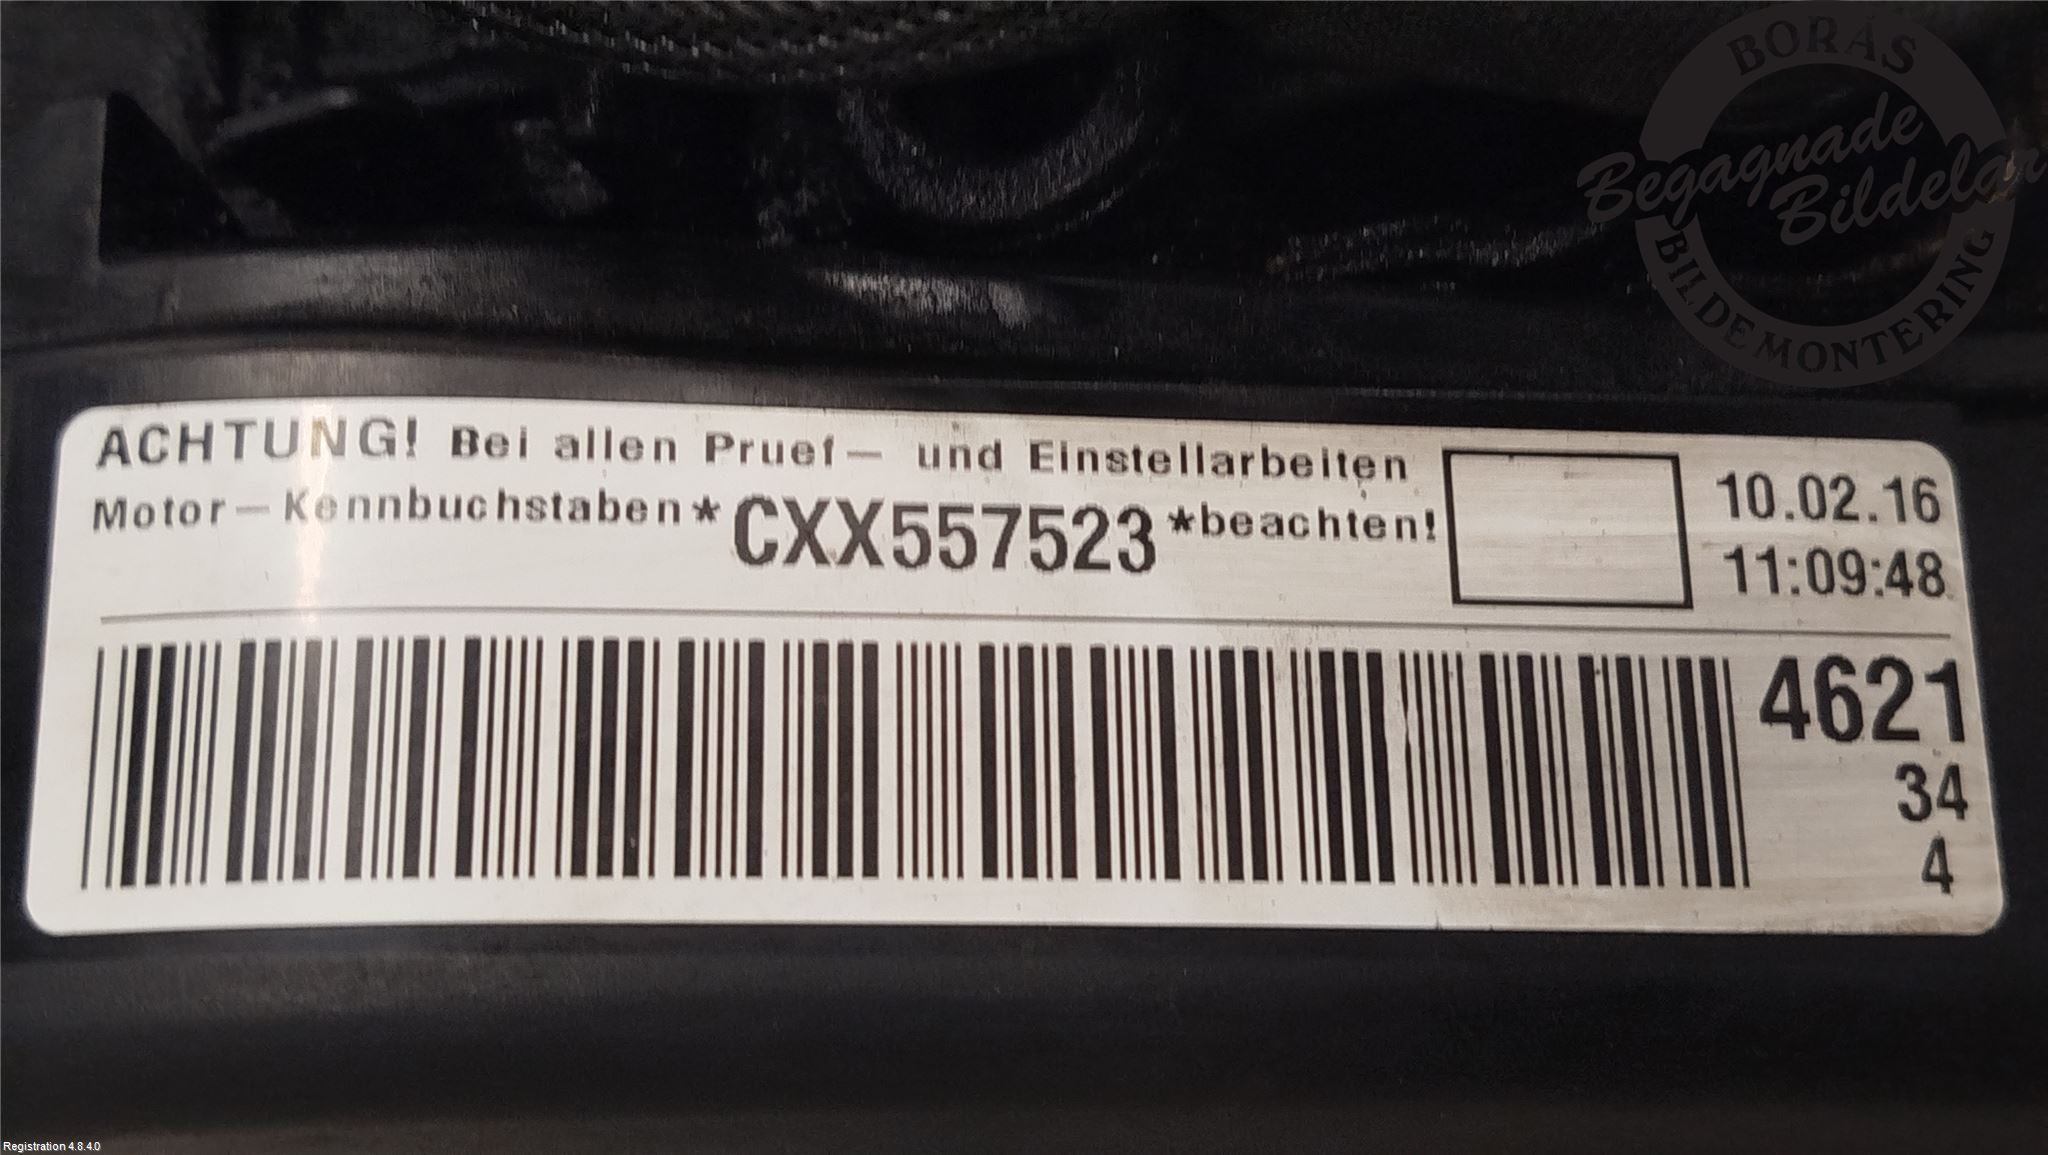 BORÅS
Begagnade
Bildelar
BILDEMONTERING
ACHTUNG! Bei allen Pruef- und Einstellarbeiten
Motor-Kennbuchstaben*CXX557523*beachten!
10.02.16
11:09:48
4621
34
4
Registration 4.8.4.0